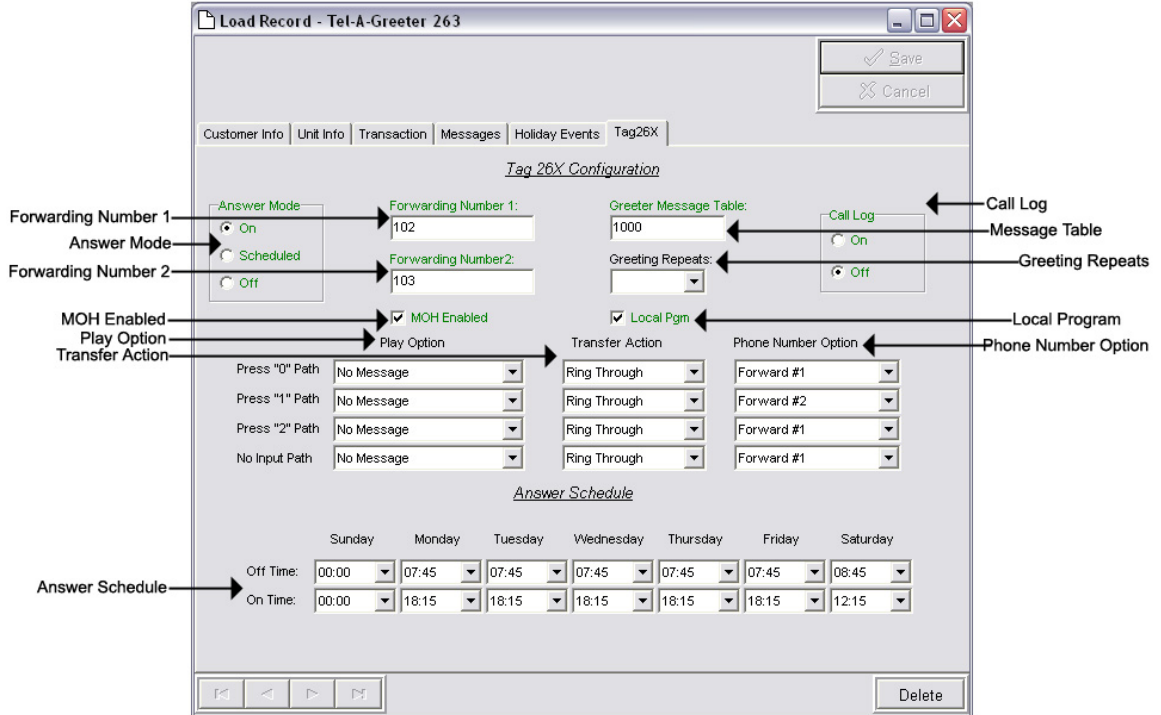 Load Record - Tel-A-Greeter 263
Save
Cancel
Customer Info Unit Info Transaction Messages Holiday Events Tag26X
Tag 26X Configuration
Forwarding Number 1
Answer Mode
Forwarding Number 2
MOH Enabled
Play Option
Transfer Action
Answer Schedule
Answer Mode
On
Scheduled
Off
Forwarding Number 1:
102
Forwarding Number2:
103
MOH Enabled
Greeter Message Table:
1000
Greeting Repeats:
Local Pgm
Call Log
On
Off
Call Log
Message Table
Greeting Repeats
Local Program
Phone Number Option
Play Option Transfer Action Phone Number Option
Press "0" Path No Message Ring Through Forward #1
Press "1" Path No Message Ring Through Forward #2
Press "2" Path No Message Ring Through Forward #1
No Input Path No Message Ring Through Forward #1
Answer Schedule
Sunday Monday Tuesday Wednesday Thursday Friday Saturday
Off Time: 00:00 07:45 07:45 07:45 07:45 07:45 08:45
On Time: 00:00 18:15 18:15 18:15 18:15 18:15 12:15
Delete